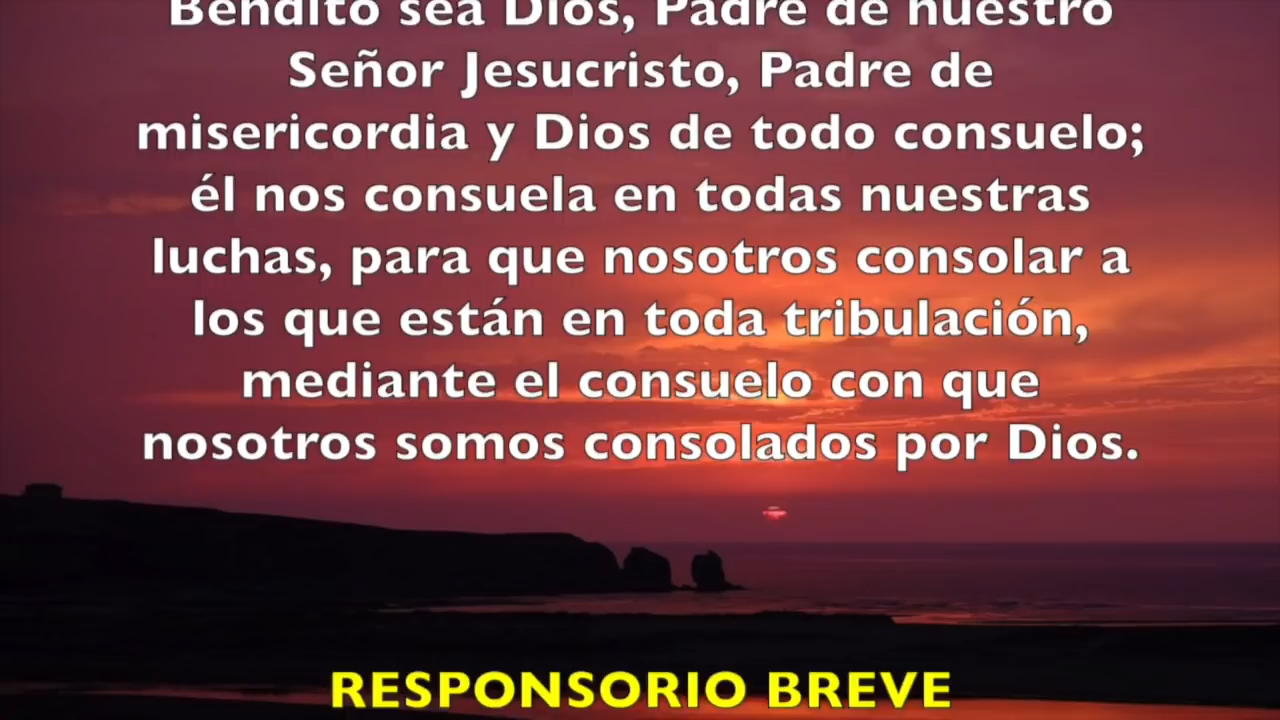 Bendito sea Dios, Padre de nuestro
Señor Jesucristo, Padre de
misericordia y Dios de todo consuelo;
él nos consuela en todas nuestras
luchas, para que nosotros consolar a
los que están en toda tribulación,
mediante el consuelo con que
nosotros somos consolados por Dios.
RESPONSORIO BREVE